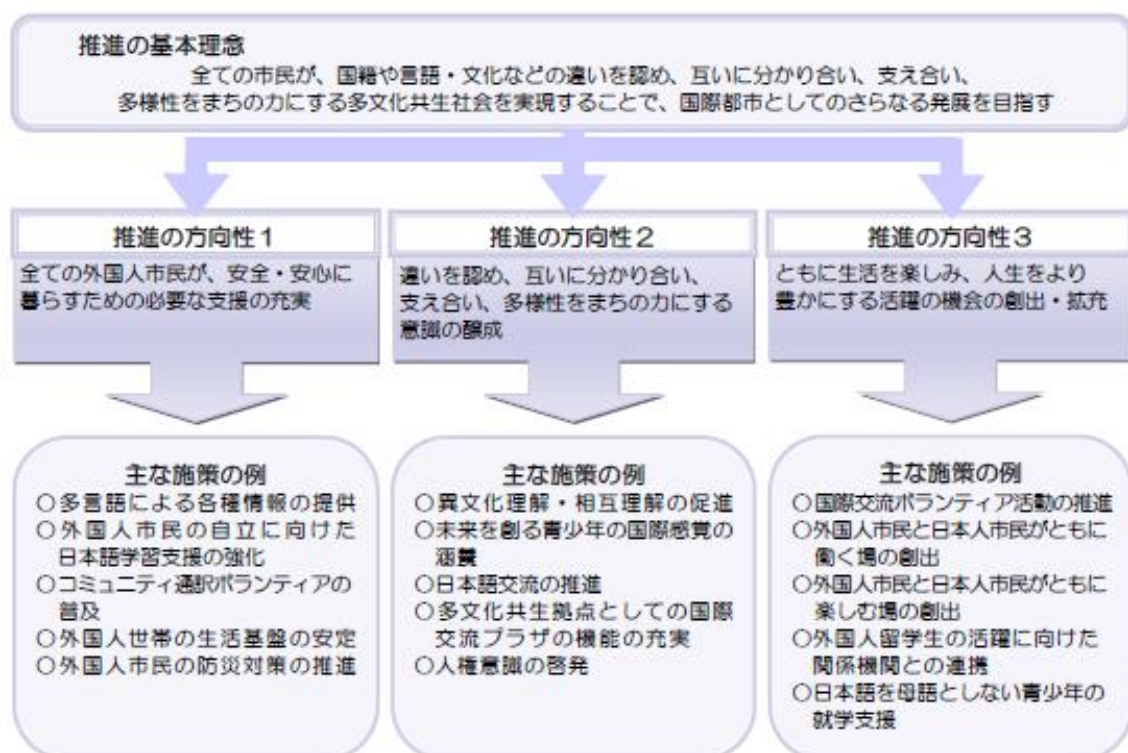 推進の基本理念
全ての市民が、国籍や言語・文化などの違いを認め、互いに分かり合い、支え合い、
多様性をまちの力にする多文化共生社会を実現することで、国際都市としてのさらなる発展を目指す
推進の方向性1
全ての外国人市民が、安全・安心に
暮らすための必要な支援の充実
推進の方向性2
違いを認め、互いに分かり合い、
支え合い、多様性をまちの力にする
意識の醸成
推進の方向性3
ともに生活を楽しみ、人生をより
豊かにする活躍の機会の創出・拡充
主な施策の例
○多言語による各種情報の提供
○外国人市民の自立に向けた
日本語学習支援の強化
○コミュニティ通訳ボランティアの
普及
○外国人世帯の生活基盤の安定
○外国人市民の防災対策の推進
主な施策の例
○異文化理解・相互理解の促進
○未来を創る青少年の国際感覚の
涵養
○日本語交流の推進
○多文化共生拠点としての国際
交流プラザの機能の充実
○人権意識の啓発
主な施策の例
○国際交流ボランティア活動の推進
○外国人市民と日本人市民がともに
働く場の創出
○外国人市民と日本人市民がともに
楽しむ場の創出
○外国人留学生の活躍に向けた
関係機関との連携
○日本語を母語としない青少年の
就学支援